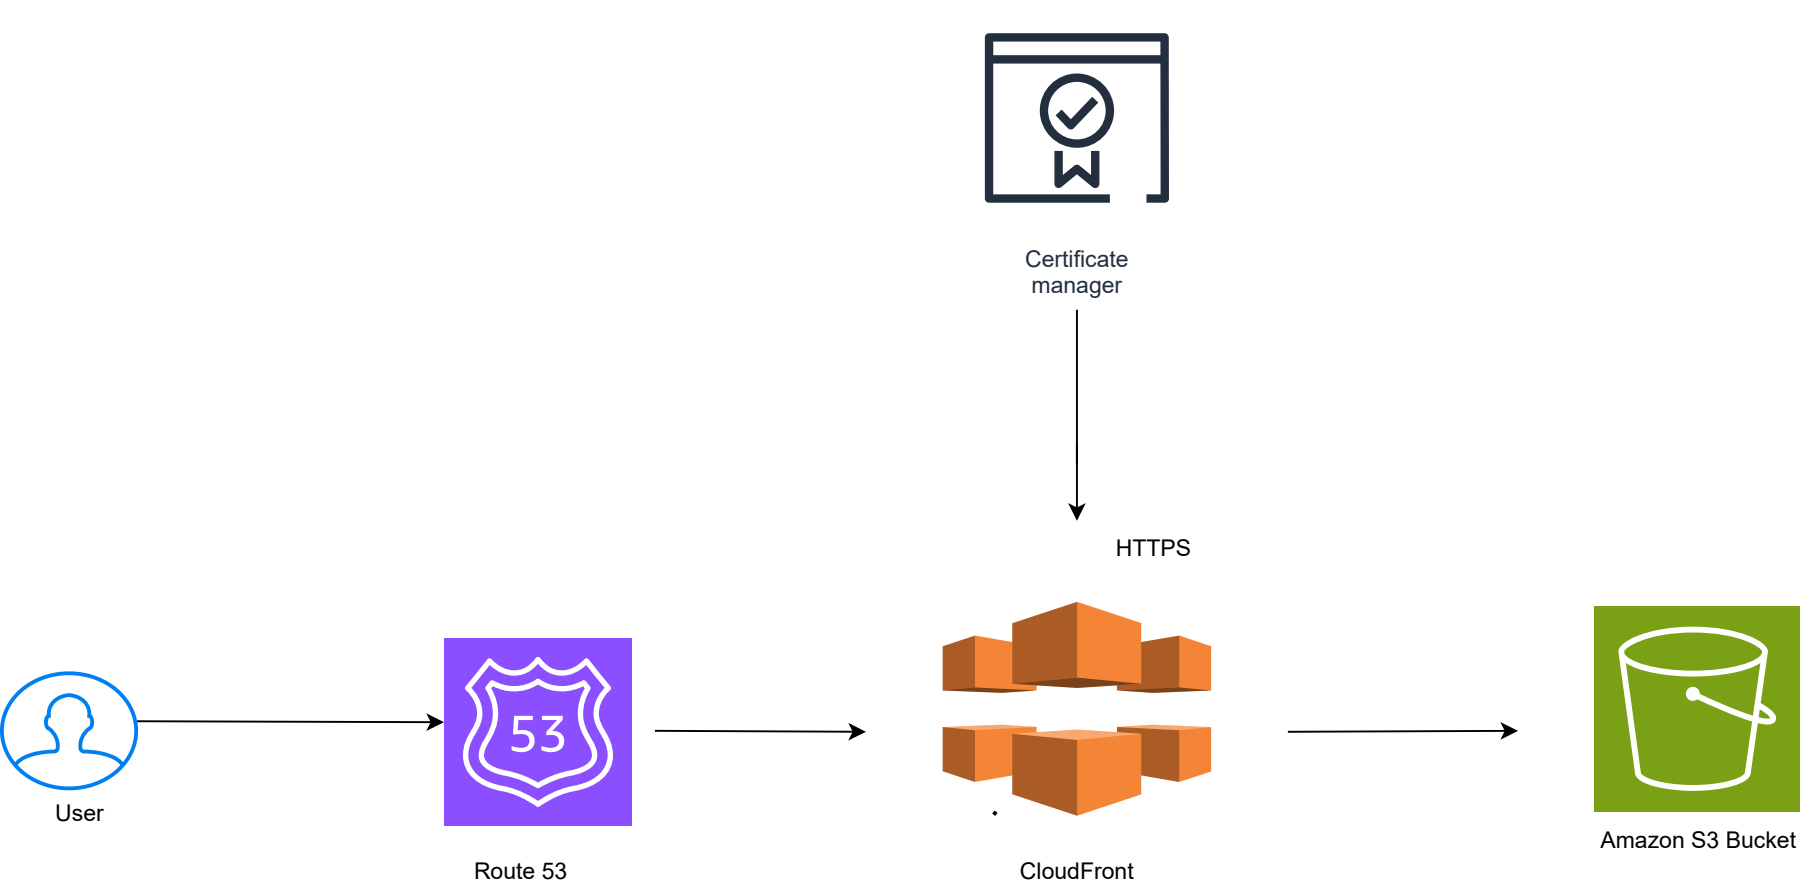 Certificate
manager
HTTPS
53
User
Amazon S3 Bucket
Route 53
CloudFront